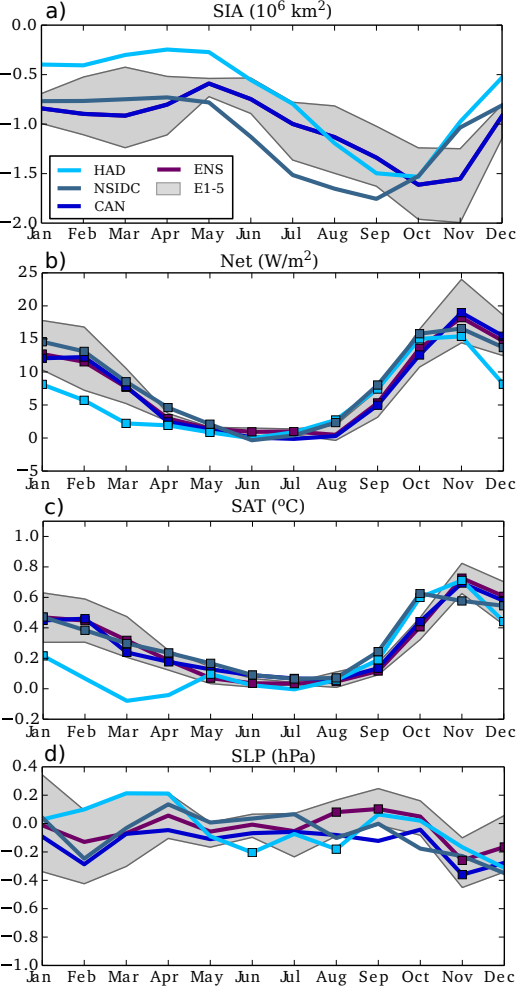 a) SIA (10⁶ km²)
0.0
−0.5
−1.0
−1.5
−2.0
HAD ENS
NSIDC E1-5
CAN
Jan Feb Mar Apr May Jun Jul Aug Sep Oct Nov Dec
b) Net (W/m²)
25
20
15
10
5
0
−5
Jan Feb Mar Apr May Jun Jul Aug Sep Oct Nov Dec
c) SAT (ºC)
1.0
0.8
0.6
0.4
0.2
0.0
−0.2
Jan Feb Mar Apr May Jun Jul Aug Sep Oct Nov Dec
d) SLP (hPa)
0.4
0.2
0.0
−0.2
−0.4
−0.6
−0.8
−1.0
Jan Feb Mar Apr May Jun Jul Aug Sep Oct Nov Dec